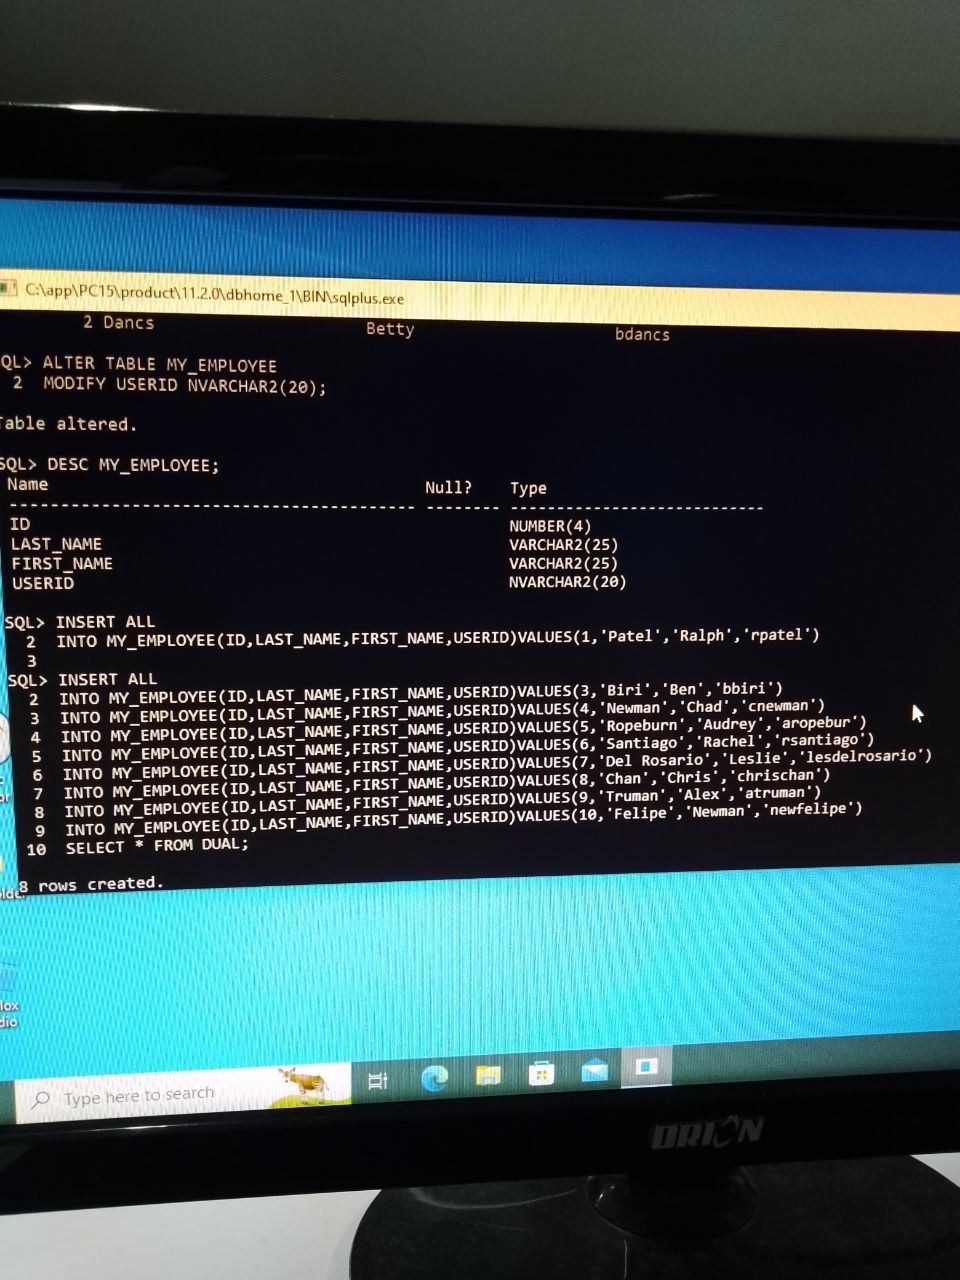 C:\app\PC15\product\11.2.0\dbhome_1\BIN\sqlplus.exe
2 Dancs Betty bdancs
QL> ALTER TABLE MY_EMPLOYEE
2 MODIFY USERID NVARCHAR2(20);
Table altered.
SQL> DESC MY_EMPLOYEE;
Name Null? Type
---------------------------------------- -------- ---------------------------
ID NUMBER(4)
LAST_NAME VARCHAR2(25)
FIRST_NAME VARCHAR2(25)
USERID NVARCHAR2(20)
SQL> INSERT ALL
2 INTO MY_EMPLOYEE(ID,LAST_NAME,FIRST_NAME,USERID)VALUES(1,'Patel','Ralph','rpatel')
3
SQL> INSERT ALL
2 INTO MY_EMPLOYEE(ID,LAST_NAME,FIRST_NAME,USERID)VALUES(3,'Biri','Ben','bbiri')
3 INTO MY_EMPLOYEE(ID,LAST_NAME,FIRST_NAME,USERID)VALUES(4,'Newman','Chad','cnewman')
4 INTO MY_EMPLOYEE(ID,LAST_NAME,FIRST_NAME,USERID)VALUES(5,'Ropeburn','Audrey','aropebur')
5 INTO MY_EMPLOYEE(ID,LAST_NAME,FIRST_NAME,USERID)VALUES(6,'Santiago','Rachel','rsantiago')
6 INTO MY_EMPLOYEE(ID,LAST_NAME,FIRST_NAME,USERID)VALUES(7,'Del Rosario','Leslie','lesdelrosario')
7 INTO MY_EMPLOYEE(ID,LAST_NAME,FIRST_NAME,USERID)VALUES(8,'Chan','Chris','chrischan')
8 INTO MY_EMPLOYEE(ID,LAST_NAME,FIRST_NAME,USERID)VALUES(9,'Truman','Alex','atruman')
9 INTO MY_EMPLOYEE(ID,LAST_NAME,FIRST_NAME,USERID)VALUES(10,'Felipe','Newman','newfelipe')
10 SELECT * FROM DUAL;
8 rows created.
Type here to search
ORION